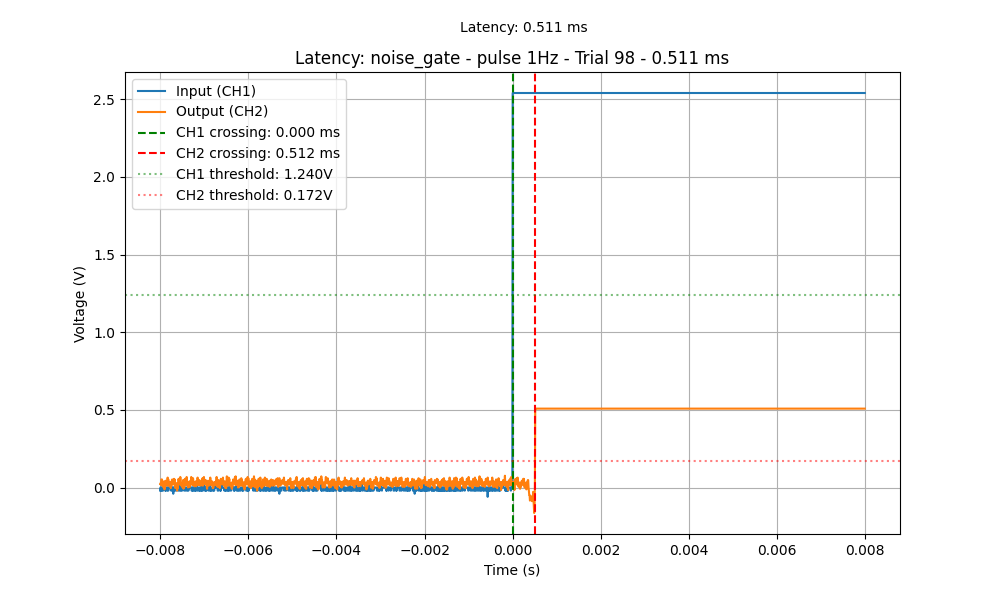 Latency: 0.511 ms
Latency: noise_gate - pulse 1Hz - Trial 98 - 0.511 ms
Input (CH1)
Output (CH2)
CH1 crossing: 0.000 ms
CH2 crossing: 0.512 ms
CH1 threshold: 1.240V
CH2 threshold: 0.172V
Voltage (V)
2.5
2.0
1.5
1.0
0.5
0.0
−0.008 −0.006 −0.004 −0.002 0.000 0.002 0.004 0.006 0.008
Time (s)